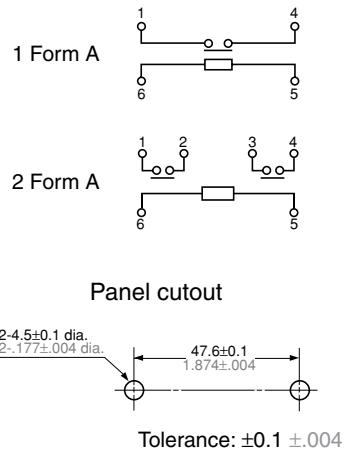 1 4
1 Form A
6 5
1 2 3 4
2 Form A
6 5
Panel cutout
2-4.5±0.1 dia.
2-.177±.004 dia.
47.6±0.1
1.874±.004
Tolerance: ±0.1 ±.004